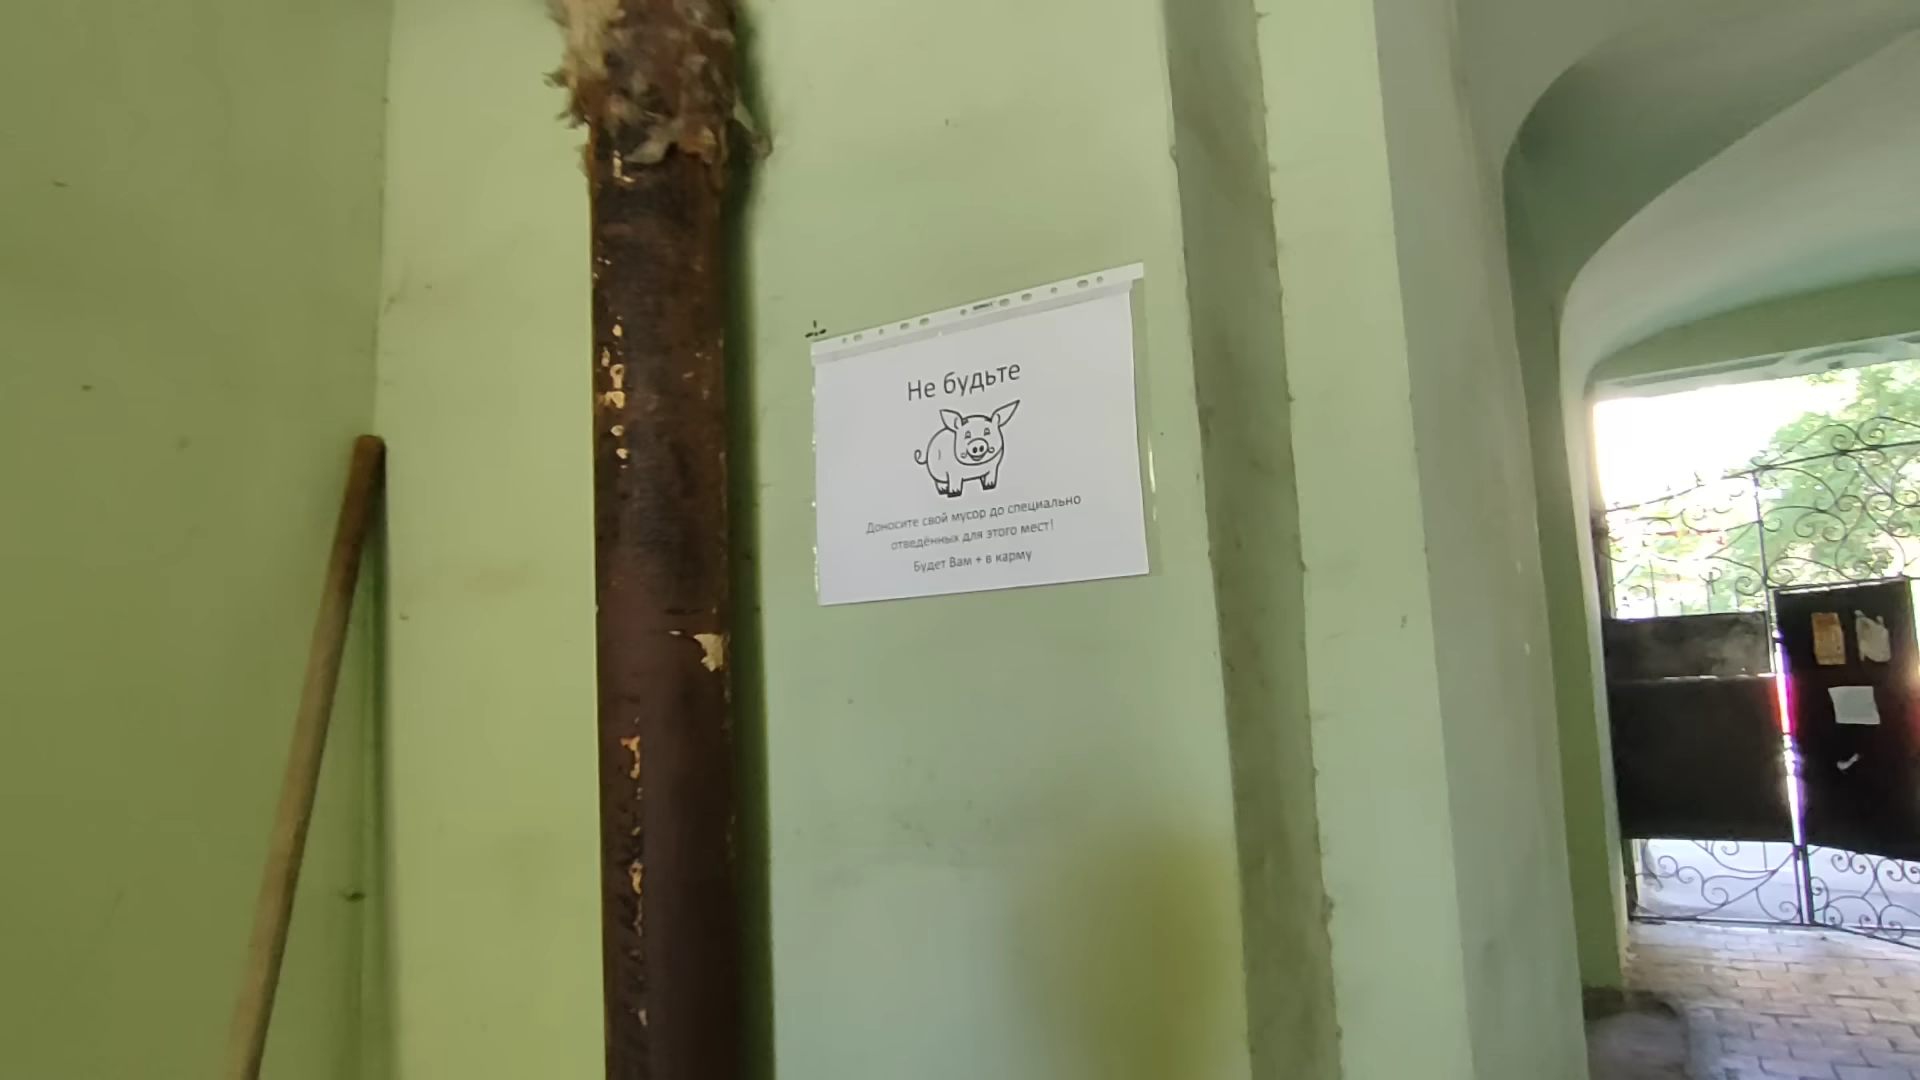 Не будьте
Доносите свой мусор до специально
отведённых для этого мест!
Будет Вам + в карму